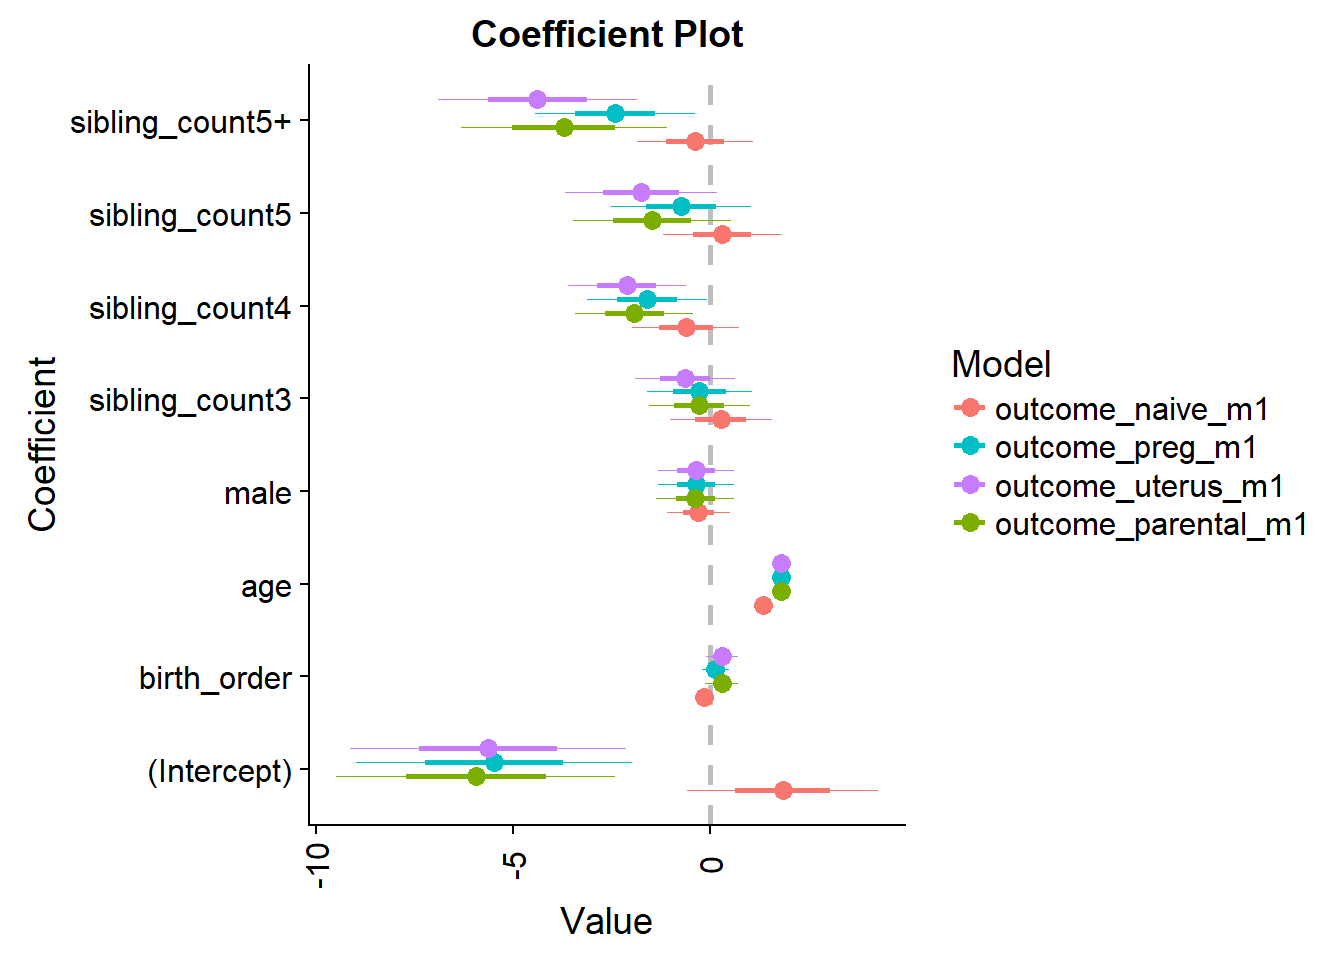 Coefficient Plot
Coefficient
sibling_count5+
sibling_count5
sibling_count4
sibling_count3
male
age
birth_order
(Intercept)
-10
-5
0
Value
Model
outcome_naive_m1
outcome_preg_m1
outcome_uterus_m1
outcome_parental_m1